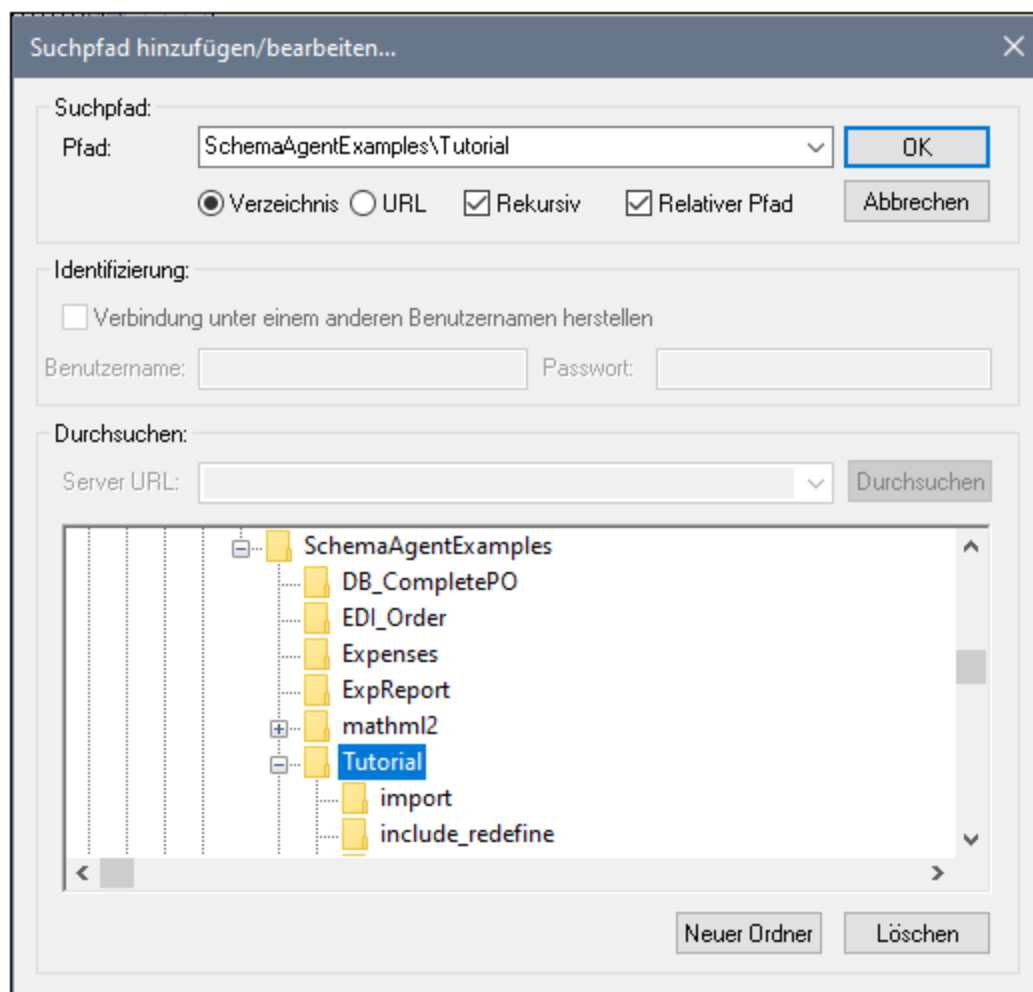 Suchpfad hinzufügen/bearbeiten...
Suchpfad:
Pfad: SchemaAgentExamples\Tutorial OK
Verzeichnis URL Rekursiv Relativer Pfad Abbrechen
Identifizierung:
Verbindung unter einem anderen Benutzernamen herstellen
Benutzername: Passwort:
Durchsuchen:
Server URL: Durchsuchen
SchemaAgentExamples
DB_CompletePO
EDI_Order
Expenses
ExpReport
mathml2
Tutorial
import
include_redefine
Neuer Ordner Löschen